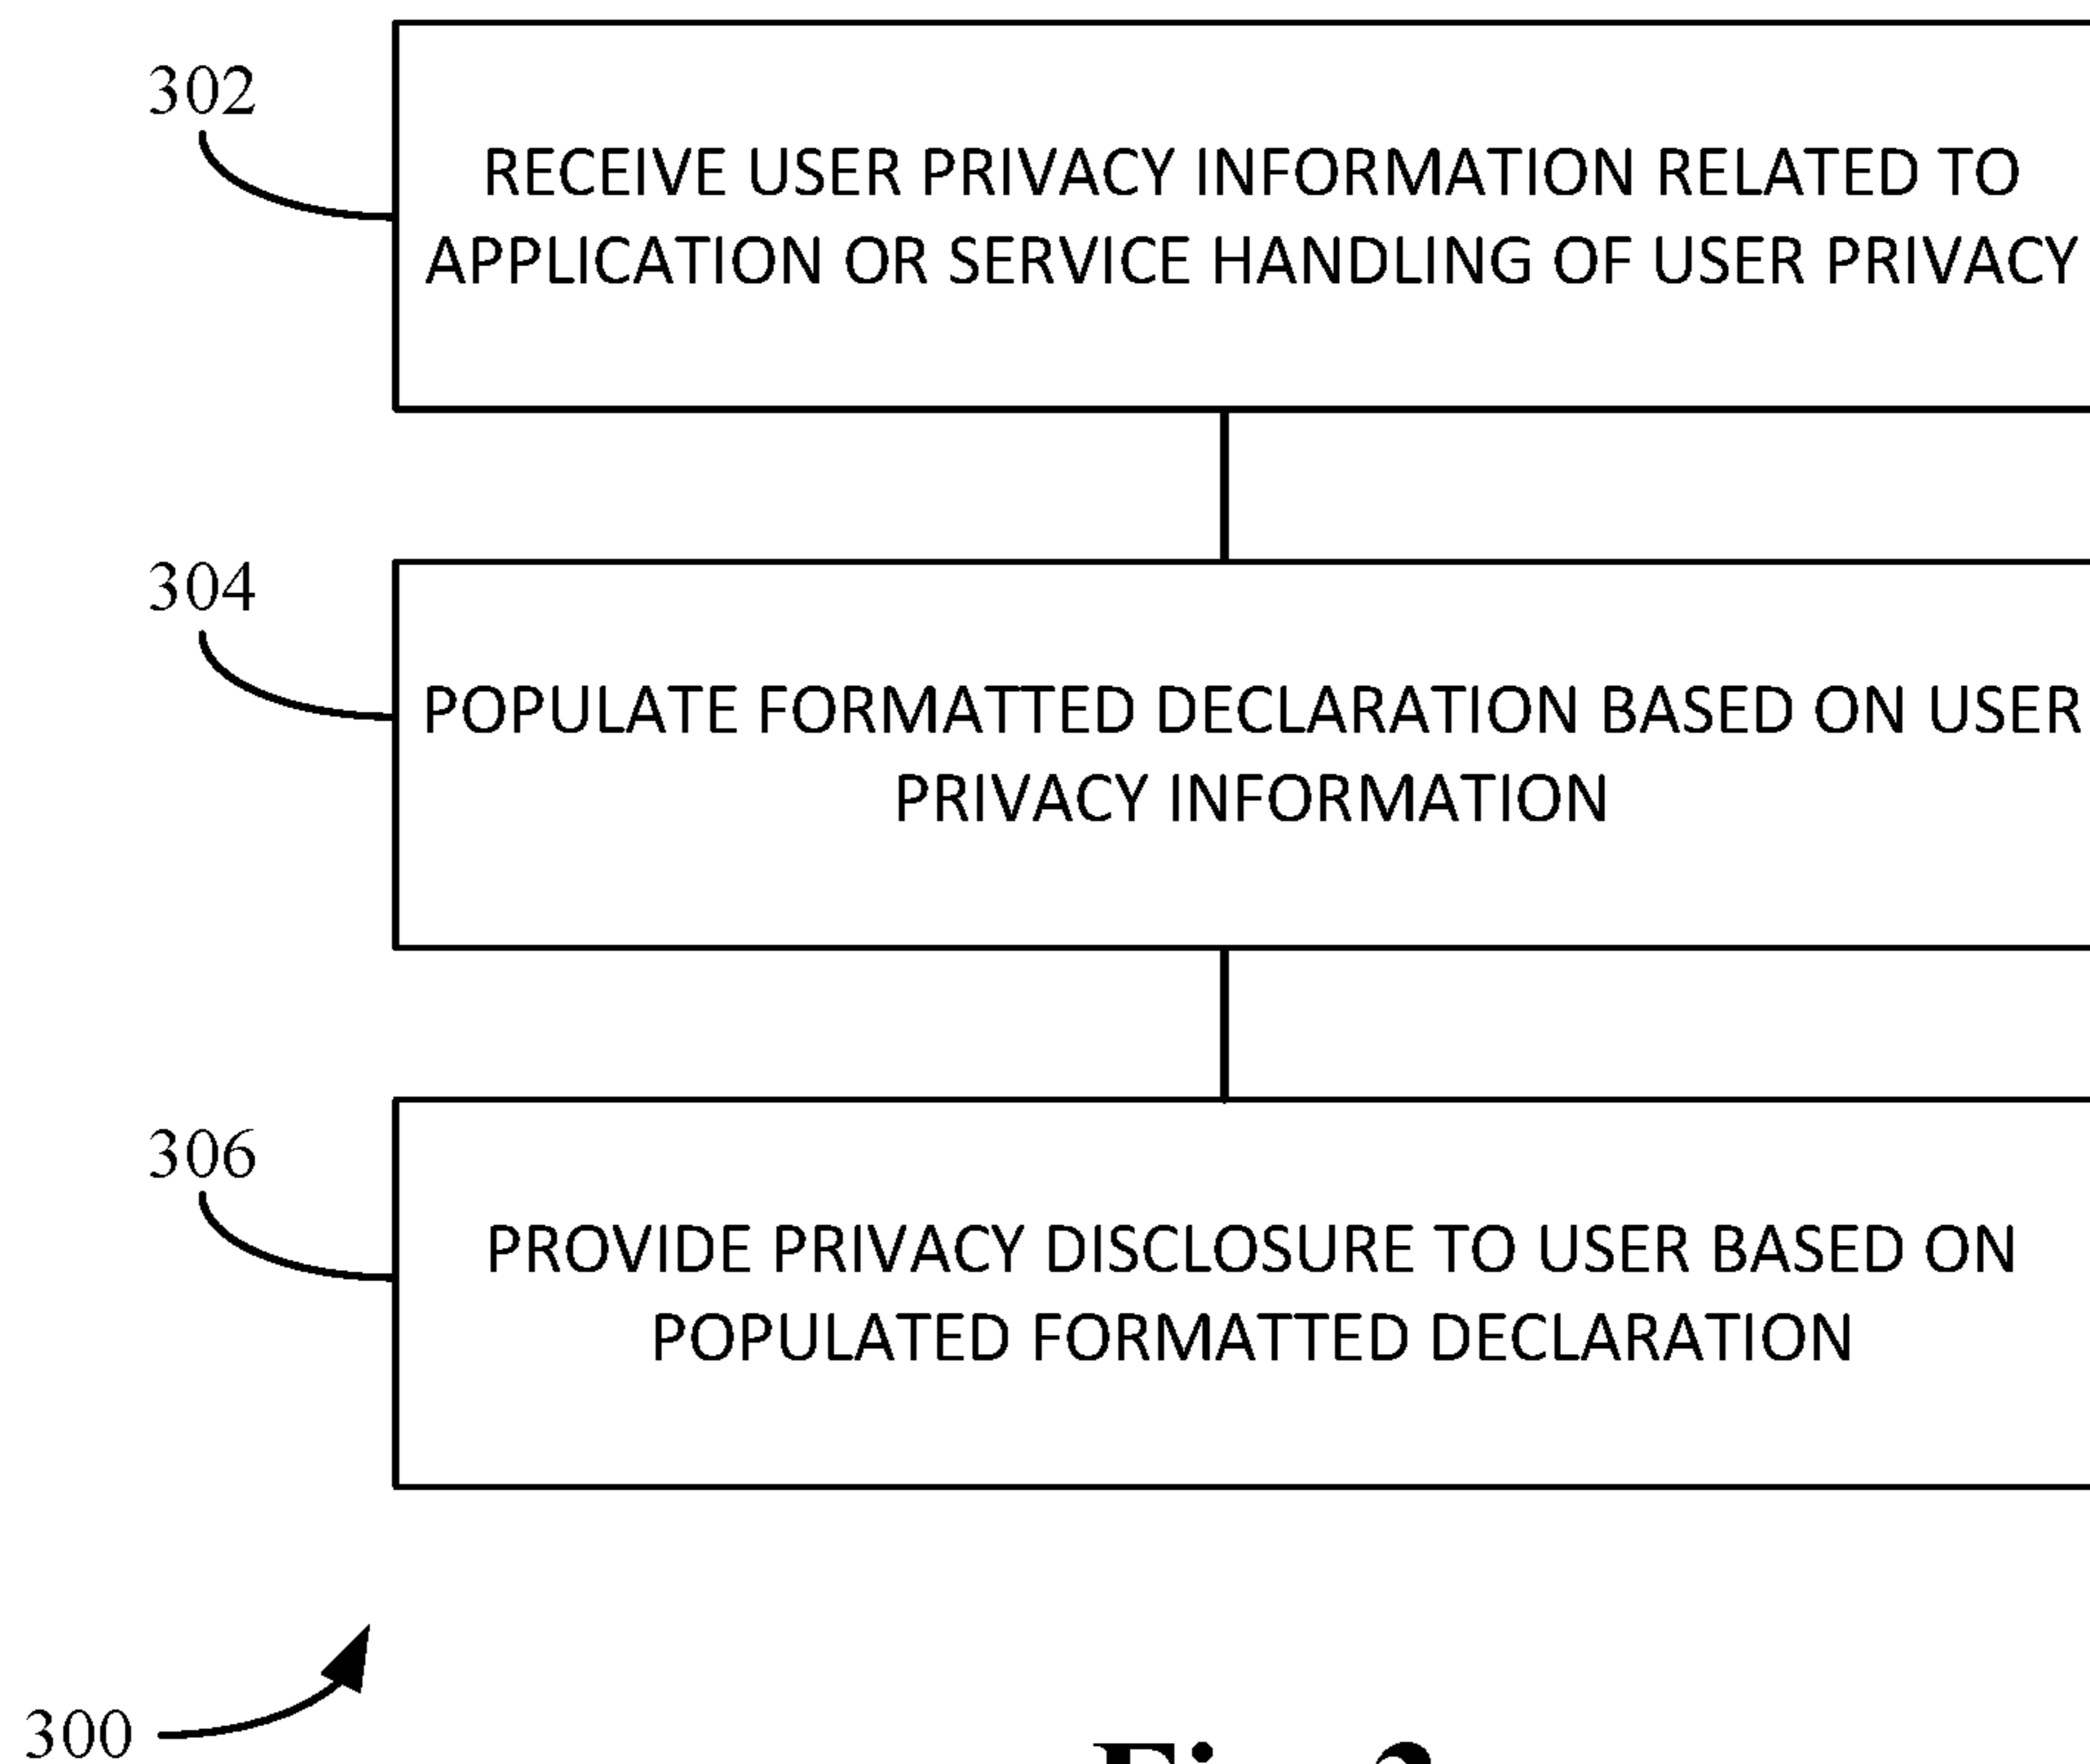 302
RECEIVE USER PRIVACY INFORMATION RELATED TO
APPLICATION OR SERVICE HANDLING OF USER PRIVACY
304
POPULATE FORMATTED DECLARATION BASED ON USER
PRIVACY INFORMATION
306
PROVIDE PRIVACY DISCLOSURE TO USER BASED ON
POPULATED FORMATTED DECLARATION
300